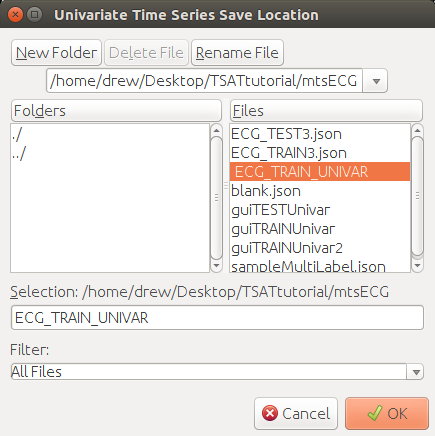 Univariate Time Series Save Location
New Folder Delete File Rename File
/home/drew/Desktop/TSATtutorial/mtsECG
Folders Files
./
../
ECG_TEST3.json
ECG_TRAIN3.json
ECG_TRAIN_UNIVAR
blank.json
guiTESTUnivar
guiTRAINUnivar
guiTRAINUnivar2
sampleMultiLabel.json
Selection: /home/drew/Desktop/TSATtutorial/mtsECG
ECG_TRAIN_UNIVAR
Filter:
All Files
Cancel OK